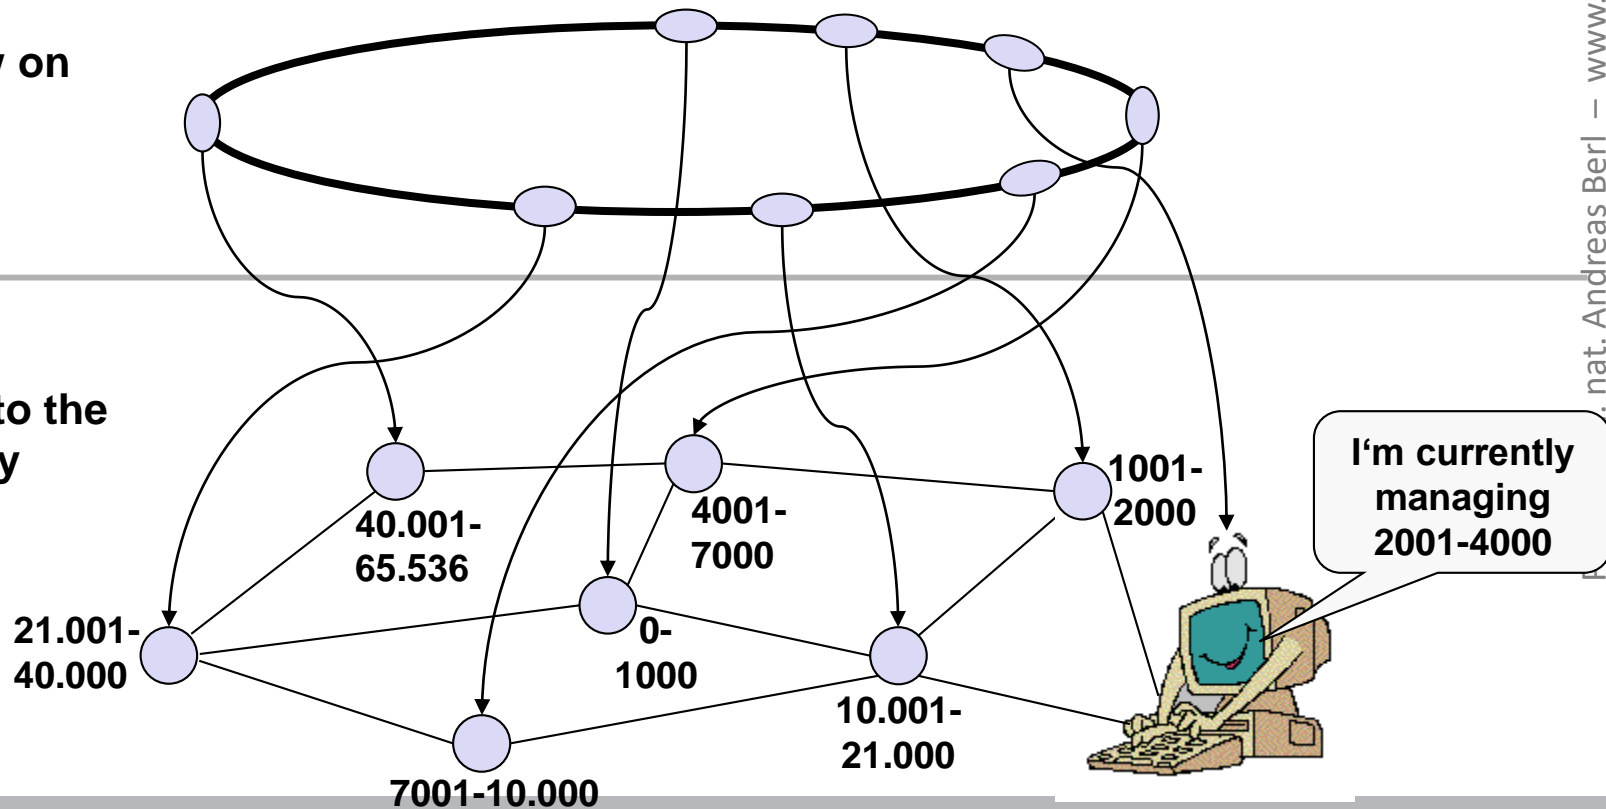 on
to the
y
40.001-
65.536
4001-
7000
1001-
2000
I‘m currently
managing
2001-4000
21.001-
40.000
0-
1000
10.001-
21.000
7001-10.000
nat. Andreas Berl – www.